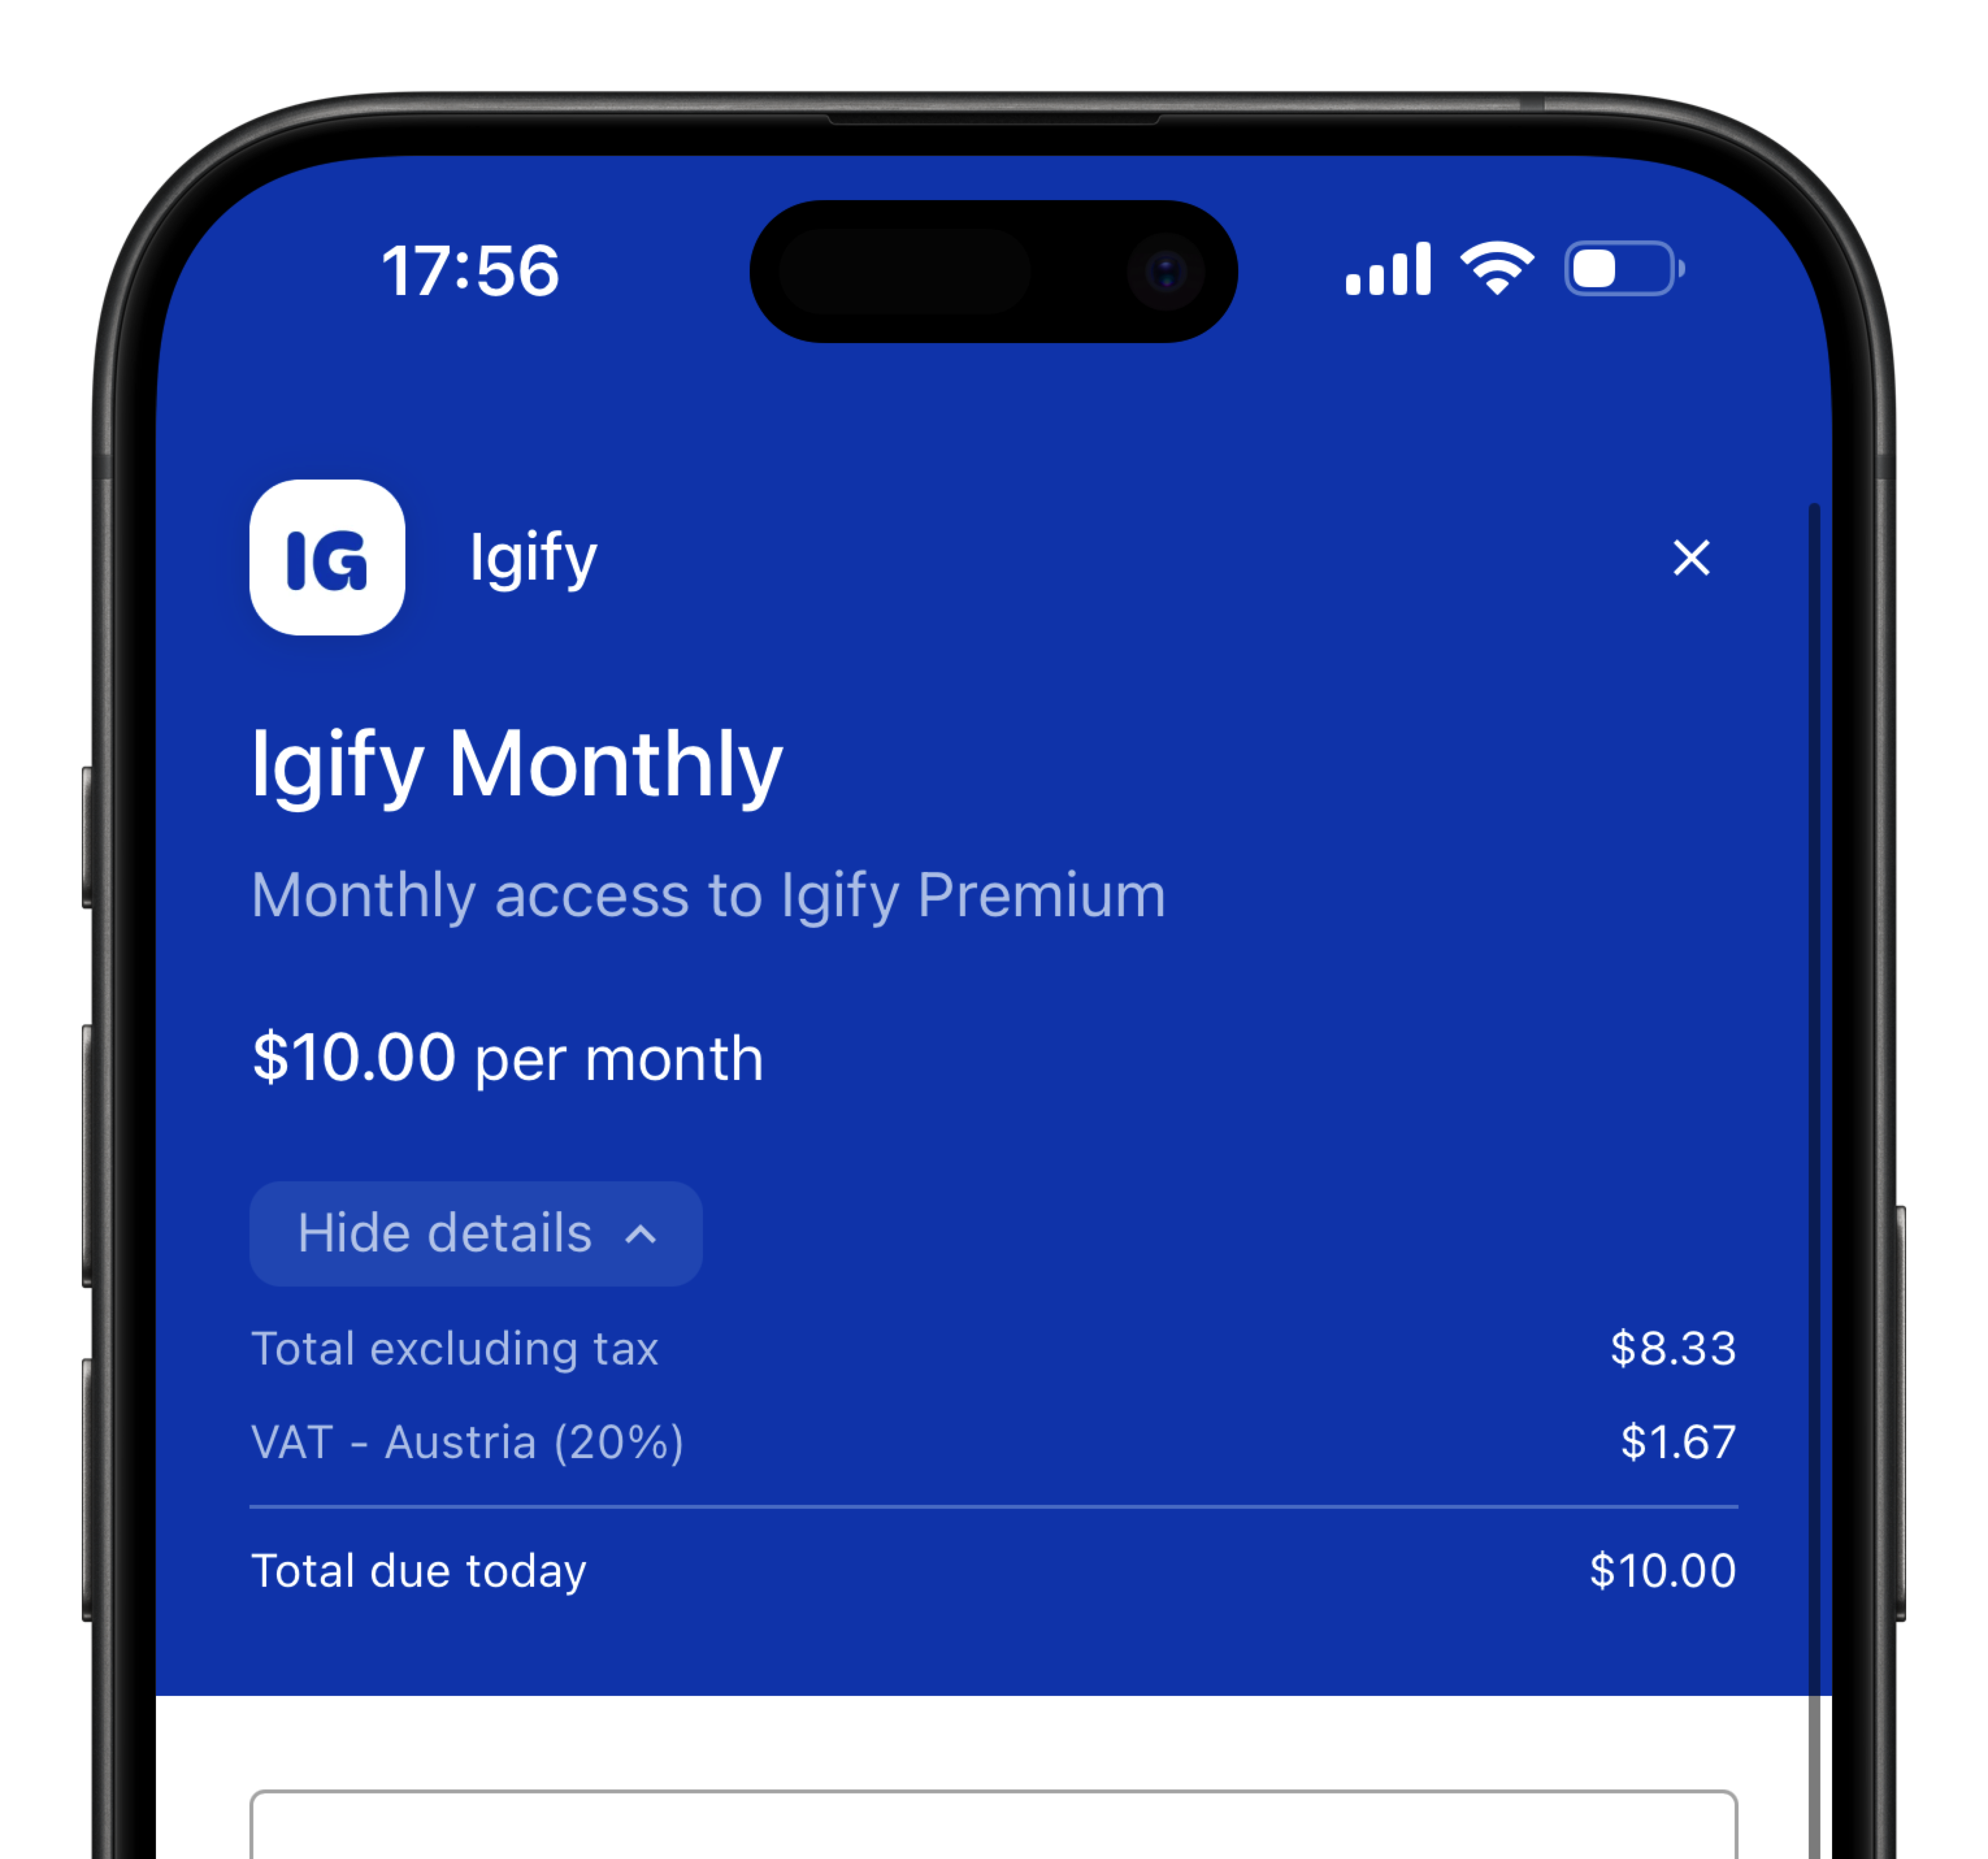 17:56
IG
Igify
Igify Monthly
Monthly access to Igify Premium
$10.00 per month
Hide details
Total excluding tax $8.33
VAT - Austria (20%) $1.67
Total due today $10.00